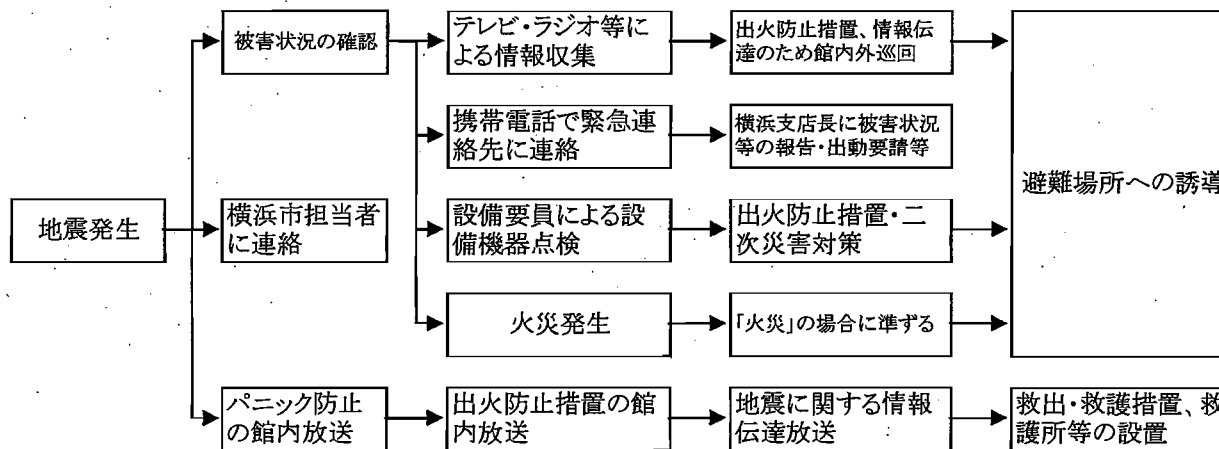 被害状況の確認
テレビ・ラジオ等に
よる情報収集
出火防止措置、情報伝
達のため館内外巡回
携帯電話で緊急連
絡先に連絡
横浜支店長に被害状況
等の報告・出動要請等
避難場所への誘導
地震発生
横浜市担当者
に連絡
設備要員による設
備機器点検
出火防止措置・二
次災害対策
火災発生
「火災」の場合に準ずる
パニック防止
の館内放送
出火防止措置の館
内放送
地震に関する情報
伝達放送
救出・救護措置、救
護所等の設置